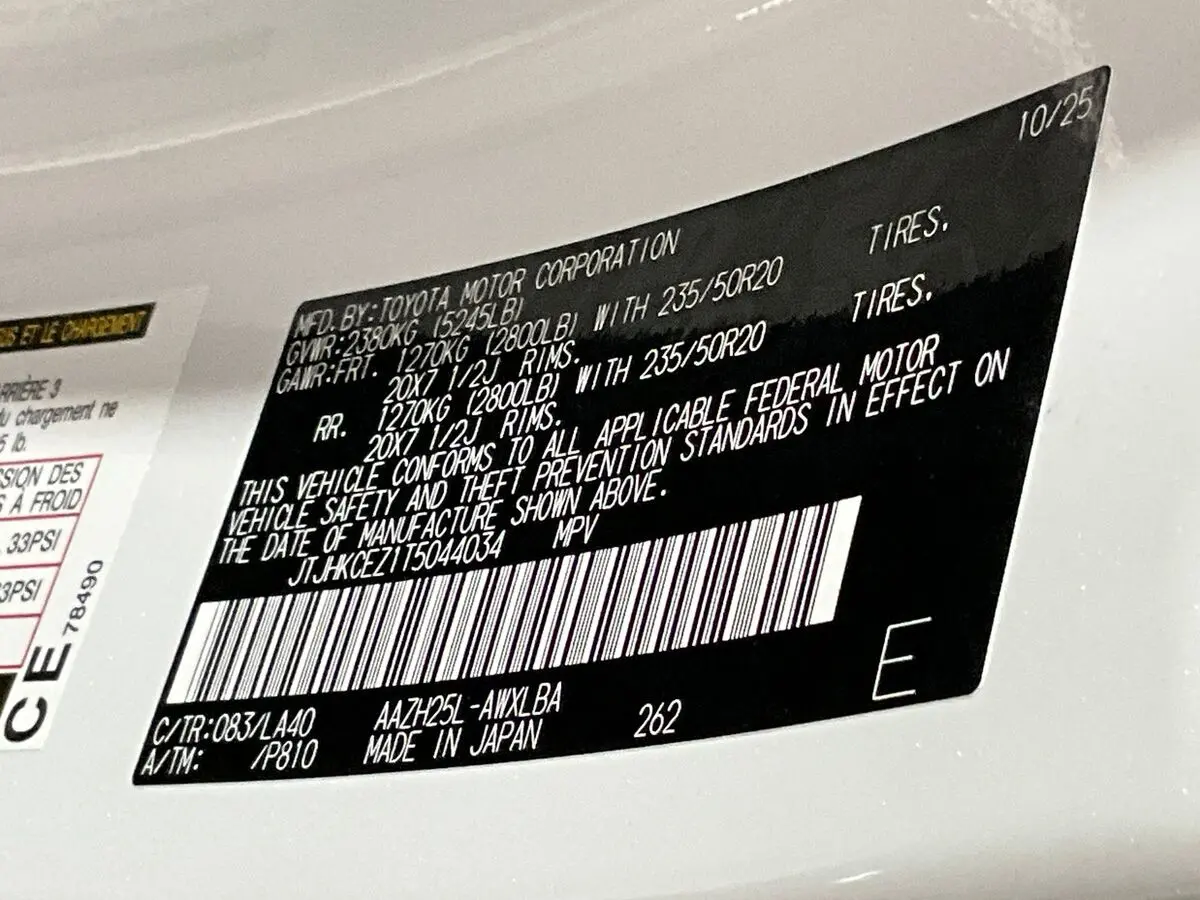 10/25
MFD. BY:TOYOTA MOTOR CORPORATION
GVWR:2380KG (5245LB)
GAWR:FRT. 1270KG (2800LB) WITH 235/50R20 TIRES.
20X7 1/2J RIMS.
RR. 1270KG (2800LB) WITH 235/50R20 TIRES.
20X7 1/2J RIMS.
THIS VEHICLE CONFORMS TO ALL APPLICABLE FEDERAL MOTOR
VEHICLE SAFETY AND THEFT PREVENTION STANDARDS IN EFFECT ON
THE DATE OF MANUFACTURE SHOWN ABOVE.
JTJHKCEZ1T5044034 MPV
C/TR:083/LA40 AAZH25L-AWXLBA
A/TM: /P810 MADE IN JAPAN 262
E
ET LE CHARGEMENT
3
chargement ne
lb.
DES
À FROID
33PSI
3PSI
CE 78490